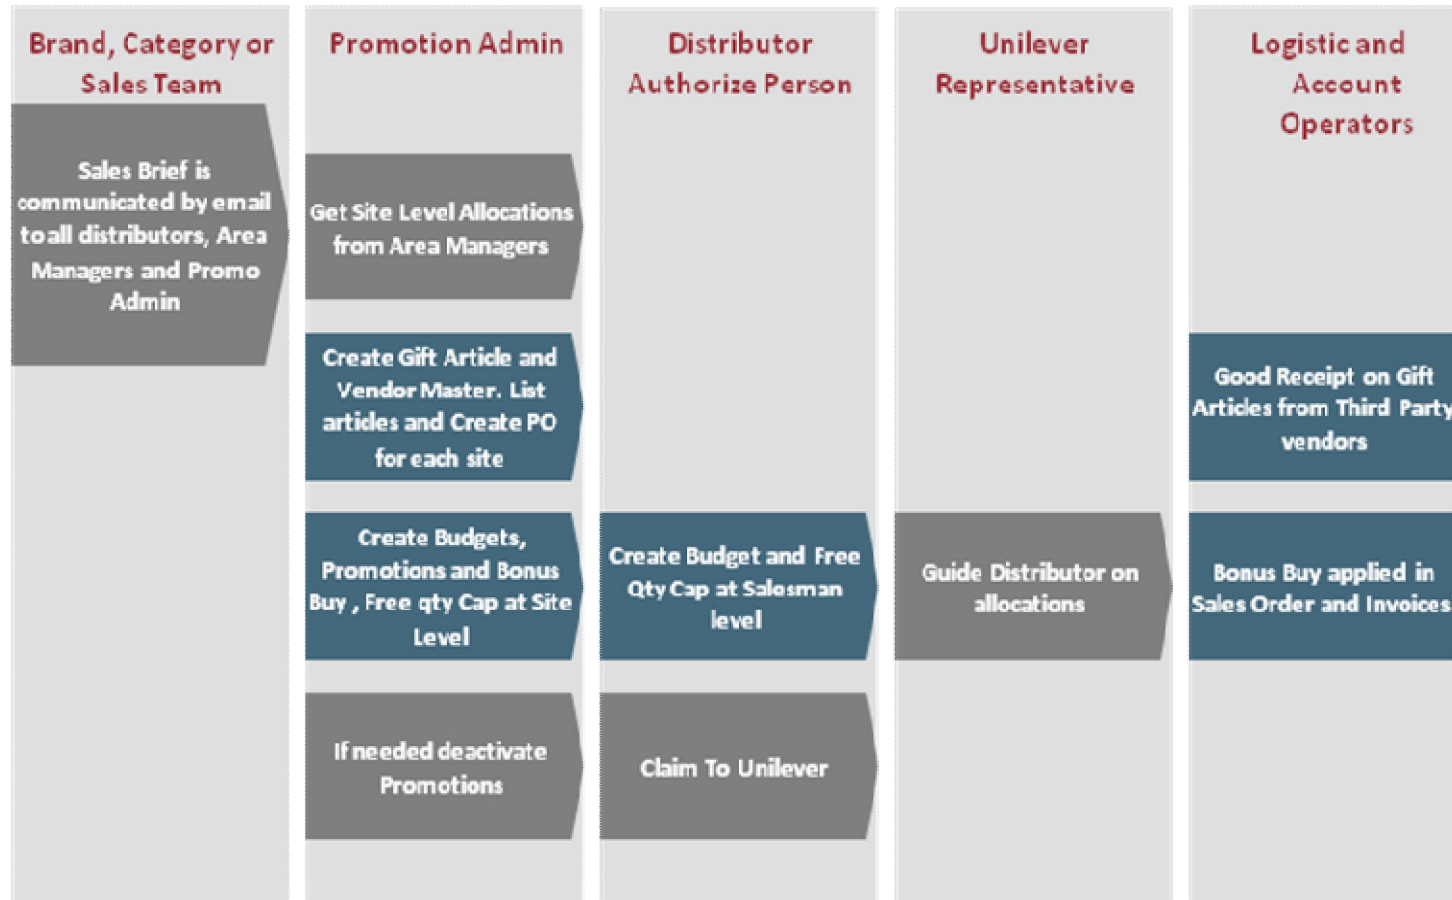 Brand, Category or
Sales Team
Sales Brief is
communicated by email
to all distributors, Area
Managers and Promo
Admin
Promotion Admin
Get Site Level Allocations
from Area Managers
Create Gift Article and
Vendor Master. List
articles and Create PO
for each site
Create Budgets,
Promotions and Bonus
Buy , Free qty Cap at Site
Level
If needed deactivate
Promotions
Distributor
Authorize Person
Create Budget and Free
Qty Cap at Salesman
level
Claim To Unilever
Unilever
Representative
Guide Distributor on
allocations
Logistic and
Account
Operators
Good Receipt on Gift
Articles from Third Party
vendors
Bonus Buy applied in
Sales Order and Invoices